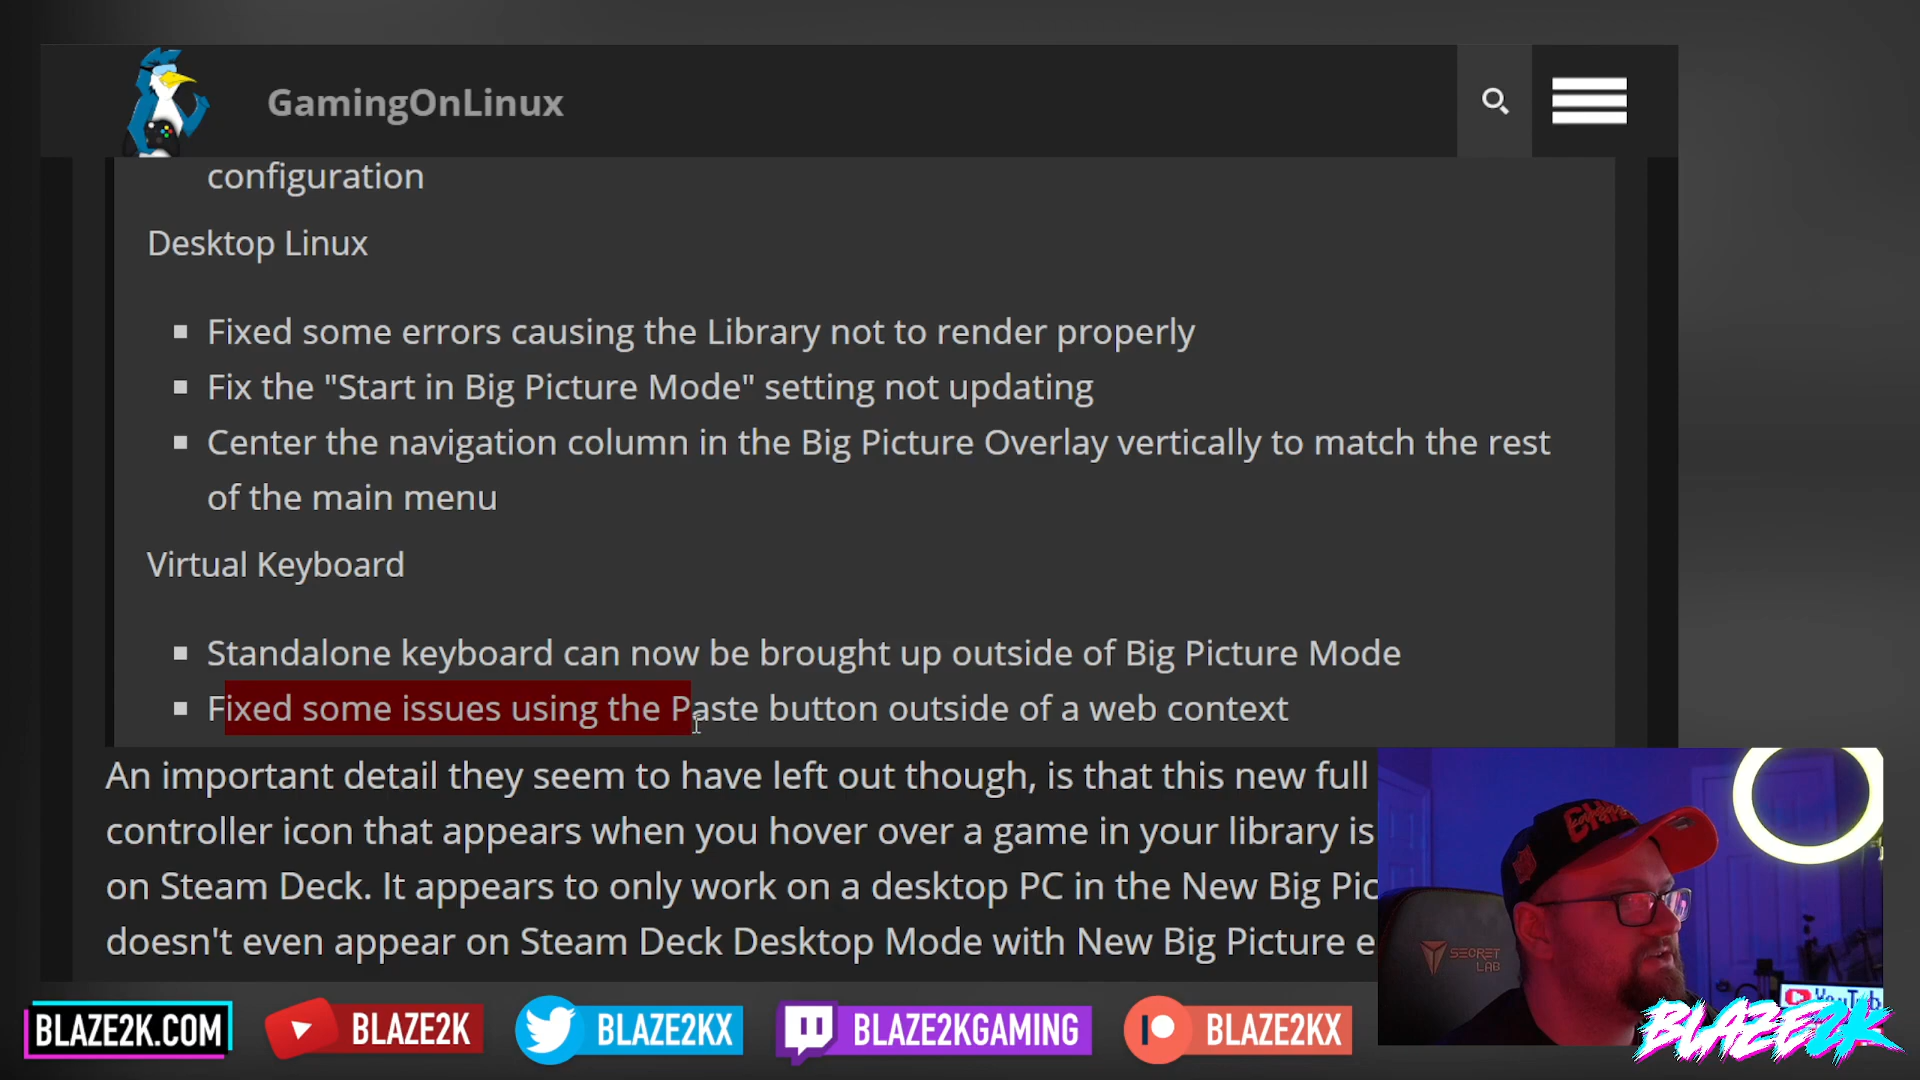 GamingOnLinux
configuration
Desktop Linux
Fixed some errors causing the Library not to render properly
Fix the "Start in Big Picture Mode" setting not updating
Center the navigation column in the Big Picture Overlay vertically to match the rest
of the main menu
Virtual Keyboard
Standalone keyboard can now be brought up outside of Big Picture Mode
Fixed some issues using the Paste button outside of a web context
An important detail they seem to have left out though, is that this new full
controller icon that appears when you hover over a game in your library is
on Steam Deck. It appears to only work on a desktop PC in the New Big Pic
doesn't even appear on Steam Deck Desktop Mode with New Big Picture e
SECRET
LAB
YouTub
BLAZE2K.COM
BLAZE2K
BLAZE2KX
BLAZE2KGAMING
BLAZE2KX
BLAZE2K